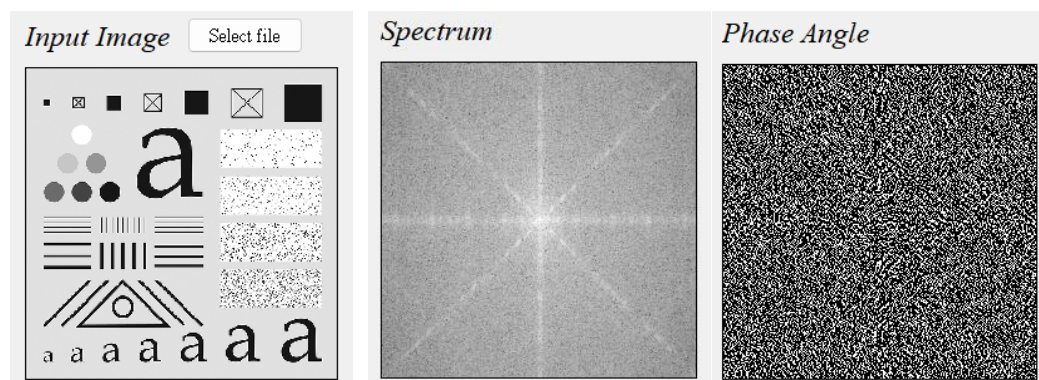 Input Image
Select file
Spectrum
Phase Angle
a
a a a a a a a